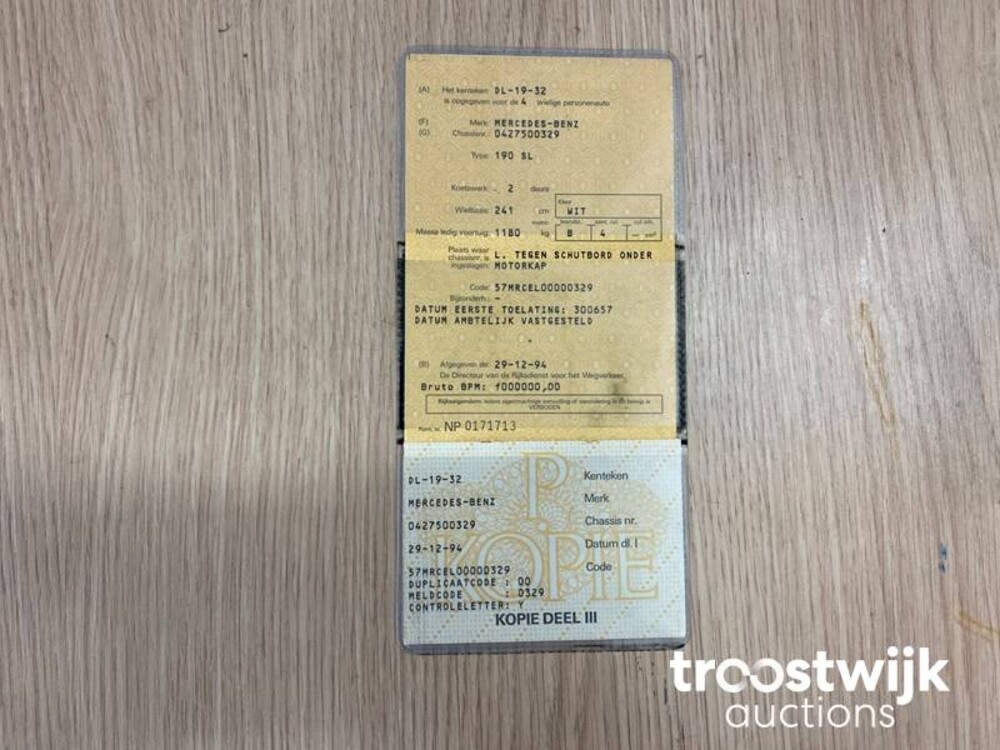 (A) Het kenteken DL-19-32
is opgegeven voor de 4 wielige personenauto
(F) Merk: MERCEDES-BENZ
(G) Chassisnr.: 0427500329
Type: 190 SL
Koetswerk: - 2 deurs
Kleur
Wielbasis: 241 cm WIT
Massa ledig voertuig: 1180 kg B 4
Plaats waar
chassisnr. is L. TEGEN SCHUTBORD ONDER
ingeslagen: MOTORKAP
Code: 57MRCEL00000329
Bijzonderh.: -
DATUM EERSTE TOELATING: 300657
DATUM AMBTELIJK VASTGESTELD
(B) Afgegeven de: 29-12-94
De Directeur van de Rijksdienst voor het Wegverkeer,
Bruto BPM: f000000,00
VERBODEN
NP 0171713
DL-19-32 Kenteken
MERCEDES-BENZ Merk
0427500329 Chassis nr.
29-12-94 Datum dl. I
57MRCEL00000329 Code
DUPLICAATCODE : 00
MELDCODE : 0329
CONTROLELETTER: Y
P
KOPIE
KOPIE DEEL III
troostwijk
auctions